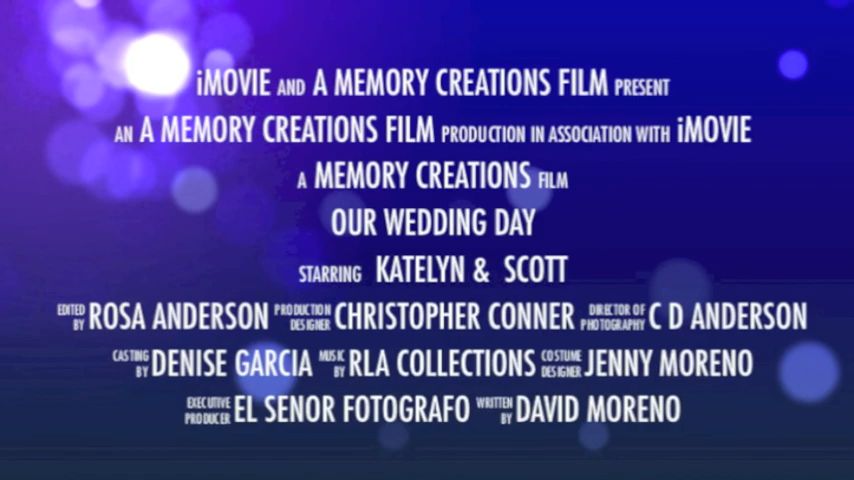 iMOVIE AND A MEMORY CREATIONS FILM PRESENT
AN A MEMORY CREATIONS FILM PRODUCTION IN ASSOCIATION WITH iMOVIE
A MEMORY CREATIONS FILM
OUR WEDDING DAY
STARRING KATELYN & SCOTT
EDITED BY ROSA ANDERSON PRODUCTION DESIGNER CHRISTOPHER CONNER DIRECTOR OF PHOTOGRAPHY C D ANDERSON
CASTING BY DENISE GARCIA MUSIC BY RLA COLLECTIONS COSTUME DESIGNER JENNY MORENO
EXECUTIVE PRODUCER EL SENOR FOTOGRAFO WRITTEN BY DAVID MORENO